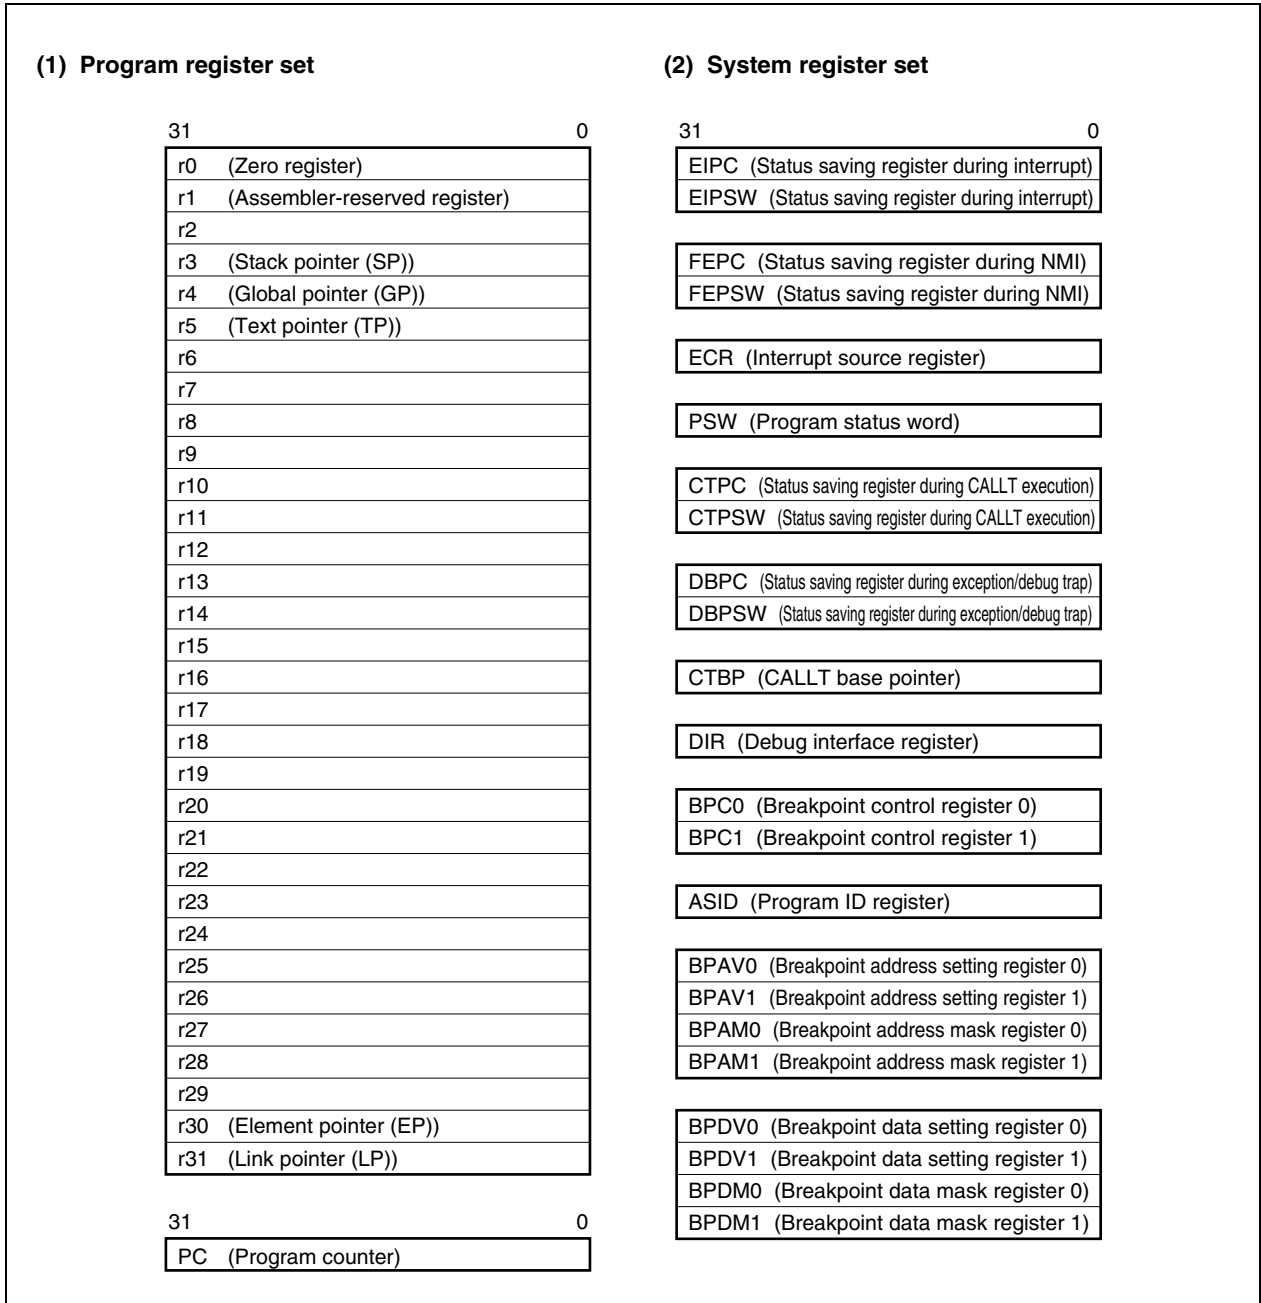 (1) Program register set
31 0
r0 (Zero register)
r1 (Assembler-reserved register)
r2
r3 (Stack pointer (SP))
r4 (Global pointer (GP))
r5 (Text pointer (TP))
r6
r7
r8
r9
r10
r11
r12
r13
r14
r15
r16
r17
r18
r19
r20
r21
r22
r23
r24
r25
r26
r27
r28
r29
r30 (Element pointer (EP))
r31 (Link pointer (LP))
31 0
PC (Program counter)
(2) System register set
31 0
EIPC (Status saving register during interrupt)
EIPSW (Status saving register during interrupt)
FEPC (Status saving register during NMI)
FEPSW (Status saving register during NMI)
ECR (Interrupt source register)
PSW (Program status word)
CTPC (Status saving register during CALLT execution)
CTPSW (Status saving register during CALLT execution)
DBPC (Status saving register during exception/debug trap)
DBPSW (Status saving register during exception/debug trap)
CTBP (CALLT base pointer)
DIR (Debug interface register)
BPC0 (Breakpoint control register 0)
BPC1 (Breakpoint control register 1)
ASID (Program ID register)
BPAV0 (Breakpoint address setting register 0)
BPAV1 (Breakpoint address setting register 1)
BPAM0 (Breakpoint address mask register 0)
BPAM1 (Breakpoint address mask register 1)
BPDV0 (Breakpoint data setting register 0)
BPDV1 (Breakpoint data setting register 1)
BPDM0 (Breakpoint data mask register 0)
BPDM1 (Breakpoint data mask register 1)